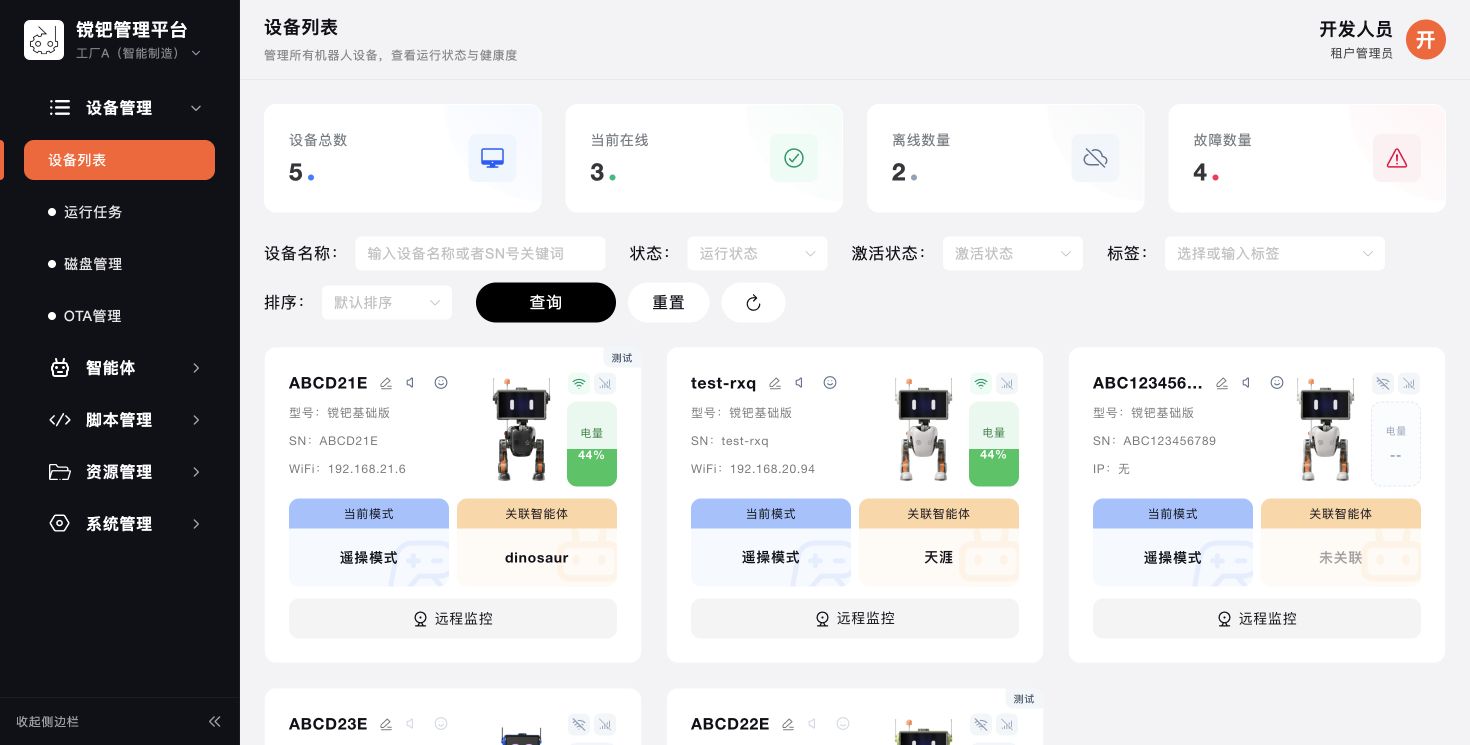 镋钯管理平台
工厂A（智能制造）
设备管理
设备列表
运行任务
磁盘管理
OTA管理
智能体
脚本管理
资源管理
系统管理
收起侧边栏
设备列表
管理所有机器人设备，查看运行状态与健康度
开发人员
租户管理员
开
设备总数
5
当前在线
3
离线数量
2
故障数量
4
设备名称： 输入设备名称或者SN号关键词 状态： 运行状态 激活状态： 激活状态 标签： 选择或输入标签
排序： 默认排序 查询 重置
测试
ABCD21E
型号：镋钯基础版
SN：ABCD21E
WiFi：192.168.21.6
电量
44%
当前模式
遥操模式
关联智能体
dinosaur
远程监控
test-rxq
型号：镋钯基础版
SN：test-rxq
WiFi：192.168.20.94
电量
44%
当前模式
遥操模式
关联智能体
天涯
远程监控
ABC123456...
型号：镋钯基础版
SN：ABC123456789
IP：无
电量
--
当前模式
遥操模式
关联智能体
未关联
远程监控
ABCD23E
测试
ABCD22E